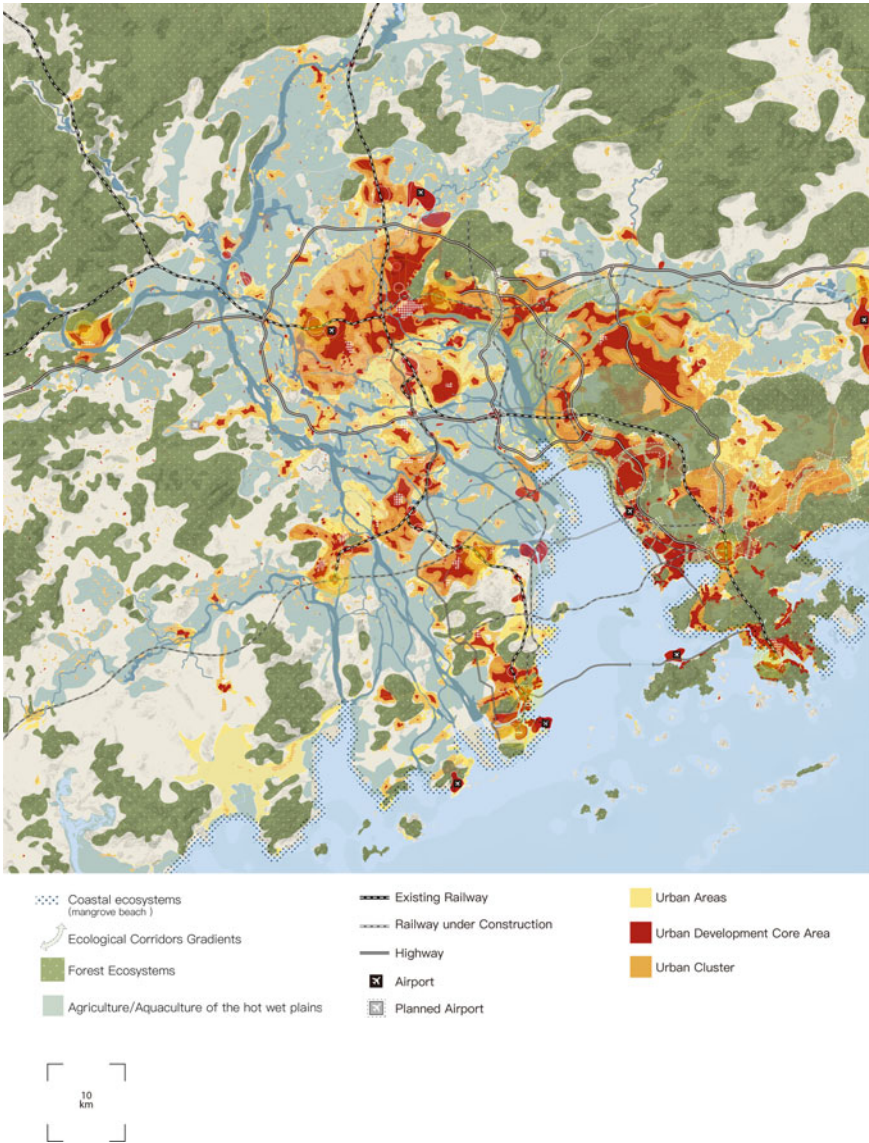 Coastal ecosystems
(mangrove beach )
Ecological Corridors Gradients
Forest Ecosystems
Agriculture/Aquaculture of the hot wet plains
Existing Railway
Railway under Construction
Highway
Airport
Planned Airport
Urban Areas
Urban Development Core Area
Urban Cluster
10
km